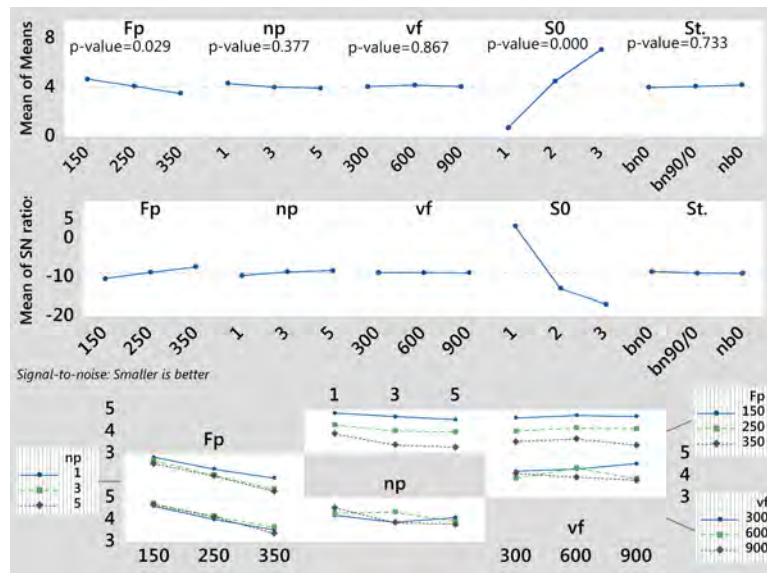 Fp np vf S0 St.
p-value=0.029 p-value=0.377 p-value=0.867 p-value=0.000 p-value=0.733
Mean of Means
8
4
0
150 250 350 1 3 5 300 600 900 1 2 3 bn0 bn90/0 nb0
Fp np vf S0 St.
Mean of SN ratio:
5
0
-10
-20
150 250 350 1 3 5 300 600 900 1 2 3 bn0 bn90/0 nb0
Signal-to-noise: Smaller is better
1 3 5
5
4
3
Fp
Fp
150
250
350
np
1
3
5
5
4
3
np
5
4
3
vf
vf
300
600
900
150 250 350
300 600 900